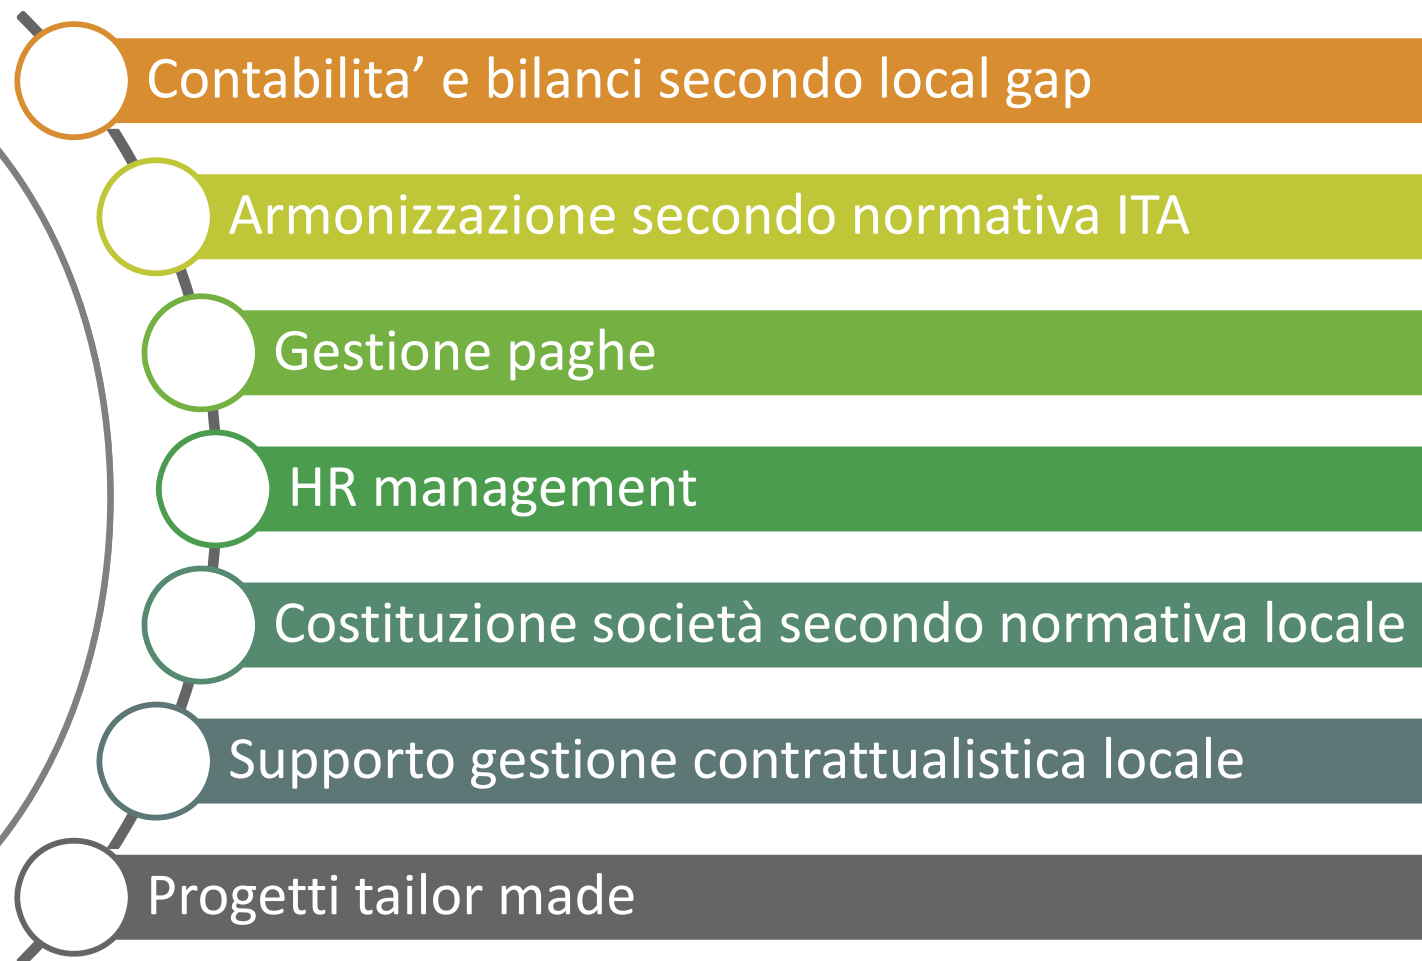 Contabilita’ e bilanci secondo local gap
Armonizzazione secondo normativa ITA
Gestione paghe
HR management
Costituzione società secondo normativa locale
Supporto gestione contrattualistica locale
Progetti tailor made